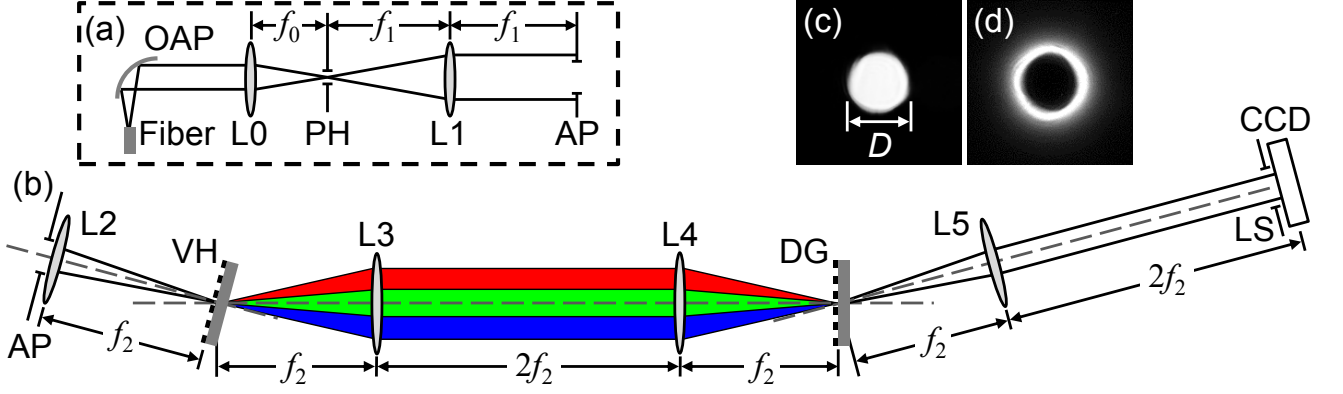 (a)
OAP
f0
f1
f1
Fiber
L0
PH
L1
AP
(c)
D
(d)
(b)
L2
VH
L3
L4
DG
L5
CCD
LS
AP
f2
f2
2f2
f2
f2
2f2